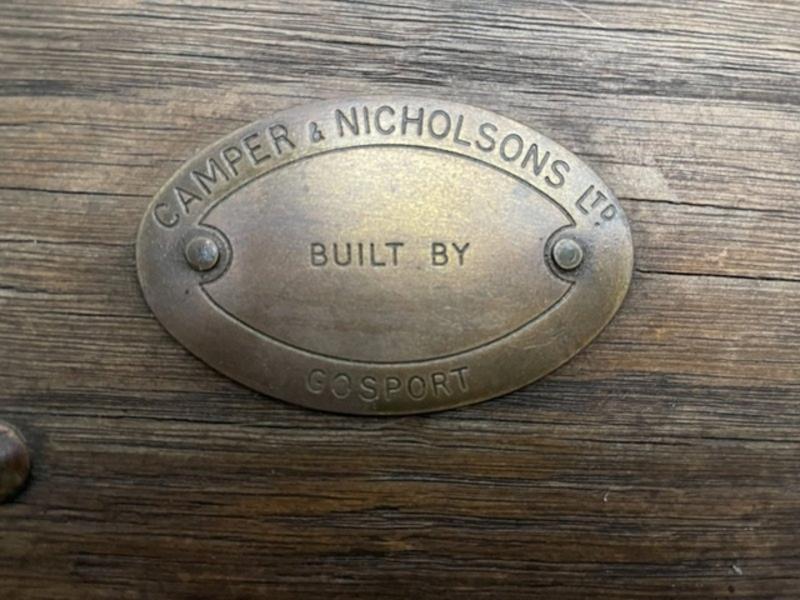 CAMPER & NICHOLSONS LTD.
BUILT BY
GOSPORT